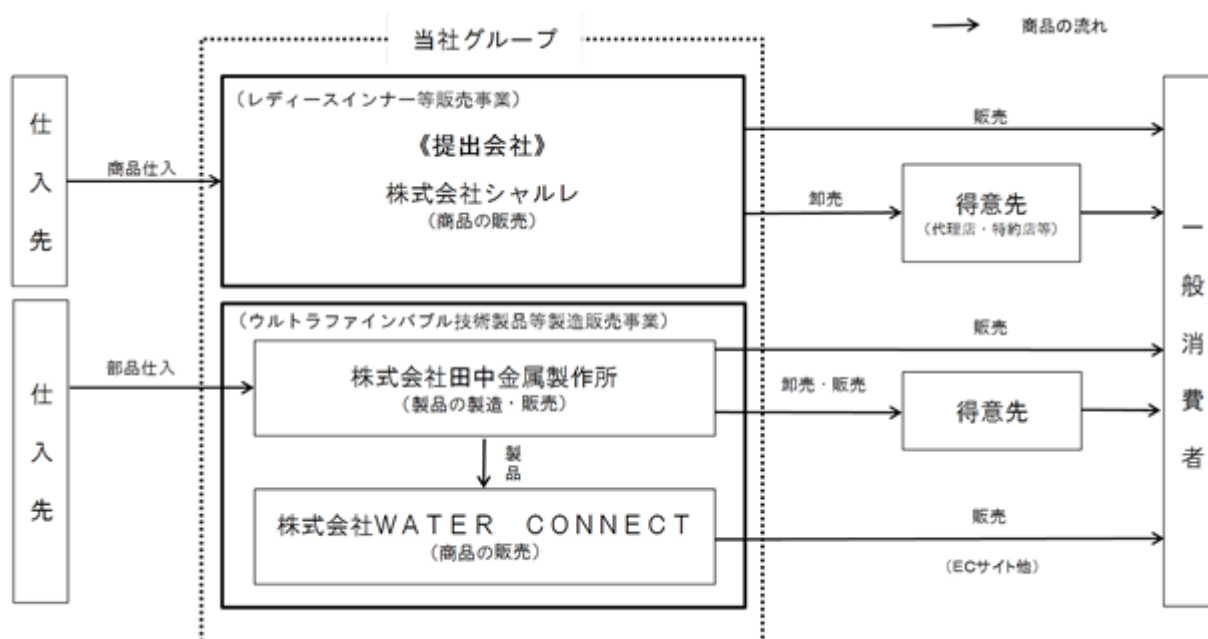 商品の流れ
当社グループ
仕入先
商品仕入
（レディースインナー等販売事業）
《提出会社》
株式会社シャルレ
（商品の販売）
販売
卸売
得意先
（代理店・特約店等）
一般消費者
仕入先
部品仕入
（ウルトラファインバブル技術製品等製造販売事業）
株式会社田中金属製作所
（製品の製造・販売）
販売
卸売・販売
得意先
製品
株式会社ＷＡＴＥＲ　ＣＯＮＮＥＣＴ
（商品の販売）
販売
（ECサイト他）